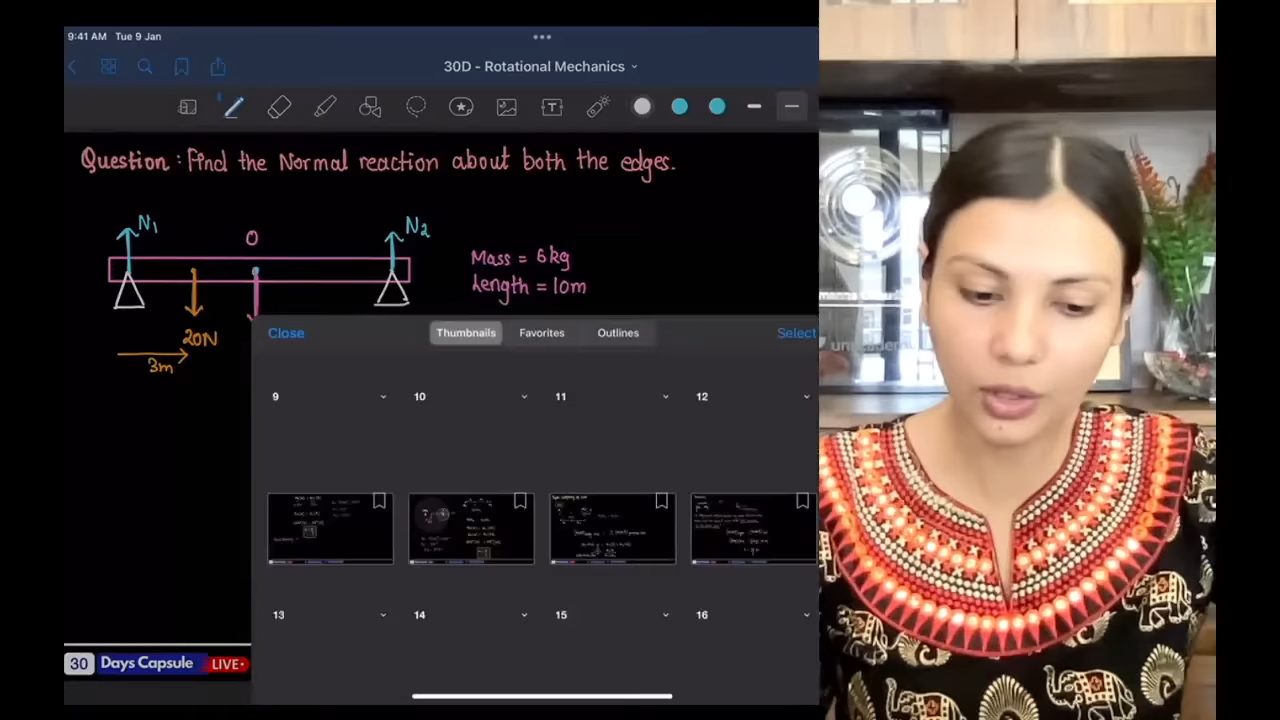 9:41 AM Tue 9 Jan
30D - Rotational Mechanics
Question: Find the Normal reaction about both the edges.
N1
O
N2
Mass = 6kg
Length = 10m
20N
3m
Close
Thumbnails
Favorites
Outlines
Select
9
10
11
12
13
14
15
16
30 Days Capsule LIVE